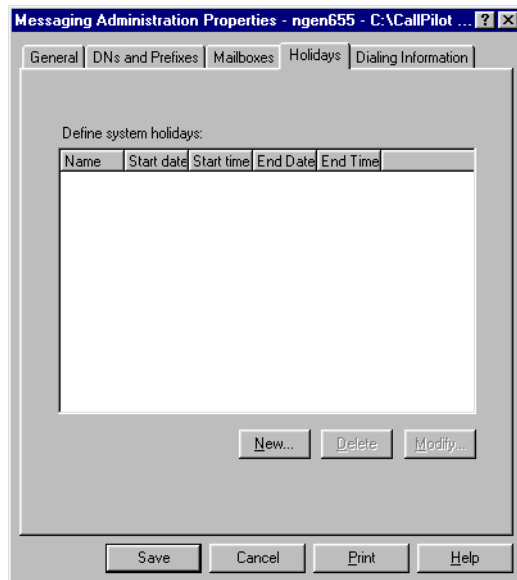 Messaging Administration Properties - ngen655 - C:\CallPilot ... ? X
General DNs and Prefixes Mailboxes Holidays Dialing Information
Define system holidays:
Name Start date Start time End Date End Time
New... Delete Modify...
Save Cancel Print Help